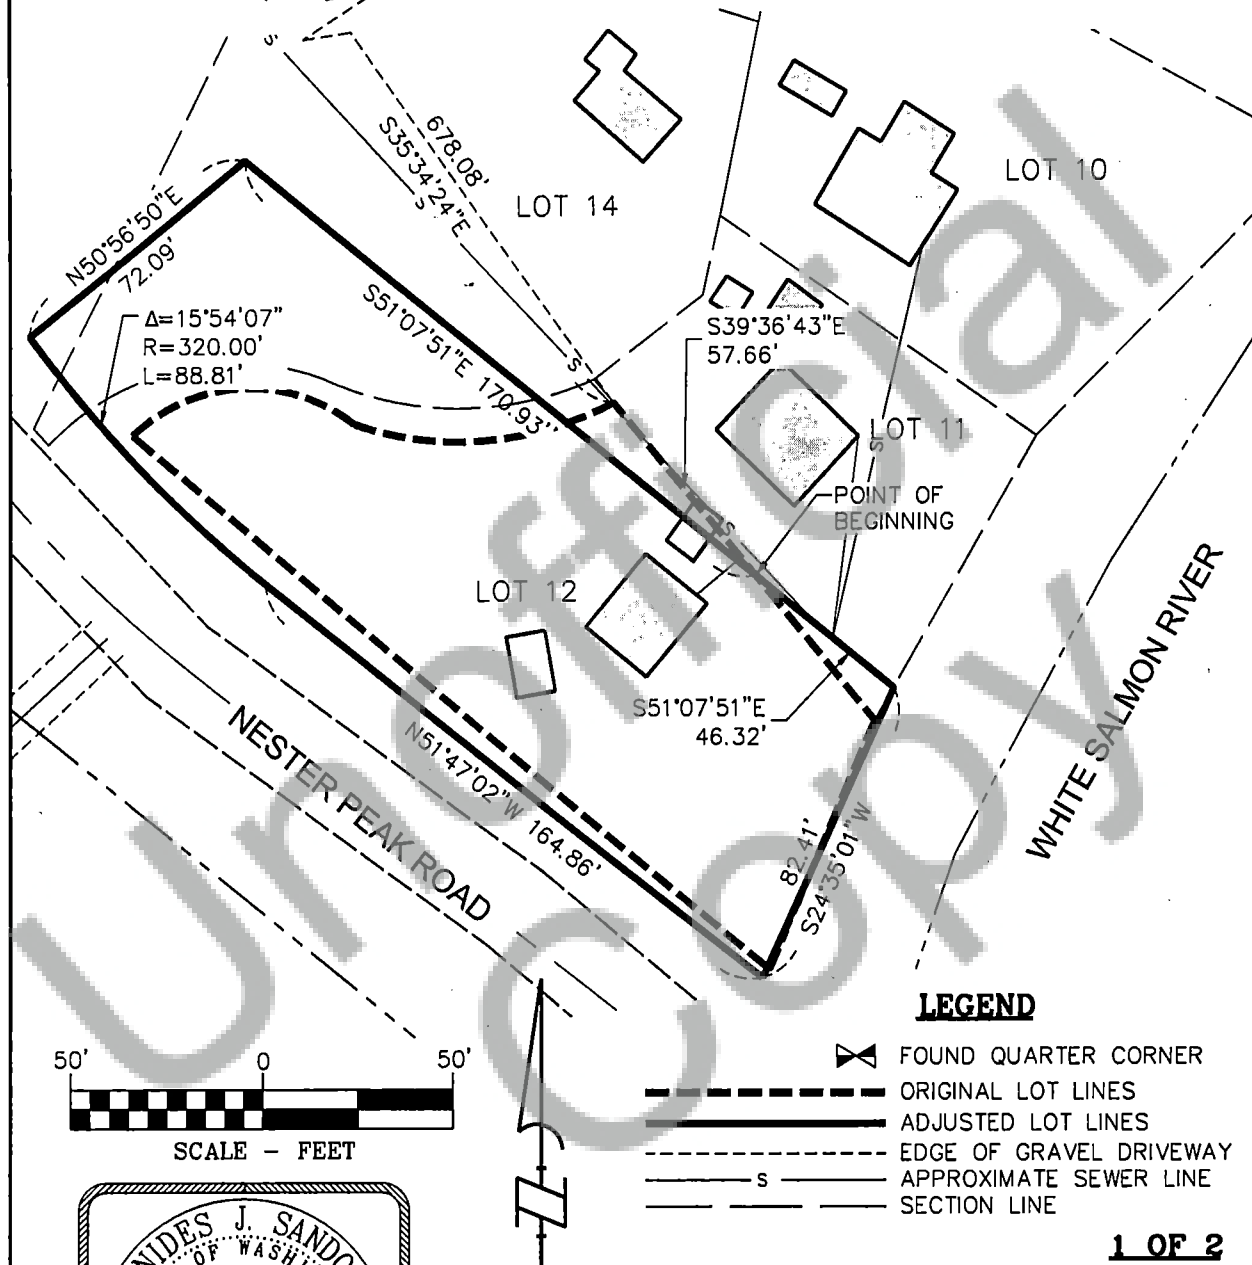 678.08'
S35°34'24"E
S
S
S
LOT 14
LOT 10
N50°56'50"E
72.09'
Δ=15°54'07"
R=320.00'
L=88.81'
S51°07'51"E 170.93''
S39°36'43"E
57.66'
LOT 11
S
POINT OF
BEGINNING
S
LOT 12
S51°07'51"E
46.32'
N51°47'02"W 164.86'
NESTER PEAK ROAD
82.41'
S24°35'01"W
WHITE SALMON RIVER
Unofficial
Copy
50' 0 50'
SCALE - FEET
LEGEND
FOUND QUARTER CORNER
ORIGINAL LOT LINES
ADJUSTED LOT LINES
EDGE OF GRAVEL DRIVEWAY
S APPROXIMATE SEWER LINE
SECTION LINE
NIDES J. SANDO
OF WASHI
1 OF 2